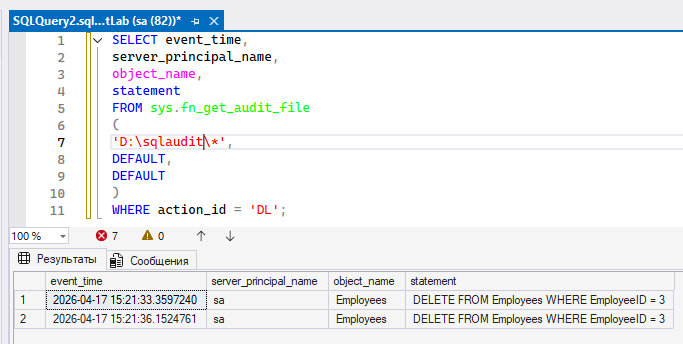 SQLQuery2.sql...tLab (sa (82))*
1 SELECT event_time,
2 server_principal_name,
3 object_name,
4 statement
5 FROM sys.fn_get_audit_file
6 (
7 'D:\sqlaudit\*',
8 DEFAULT,
9 DEFAULT
10 )
11 WHERE action_id = 'DL';
100 % 7 0
Результаты Сообщения
event_time server_principal_name object_name statement
1 2026-04-17 15:21:33.3597240 sa Employees DELETE FROM Employees WHERE EmployeeID = 3
2 2026-04-17 15:21:36.1524761 sa Employees DELETE FROM Employees WHERE EmployeeID = 3